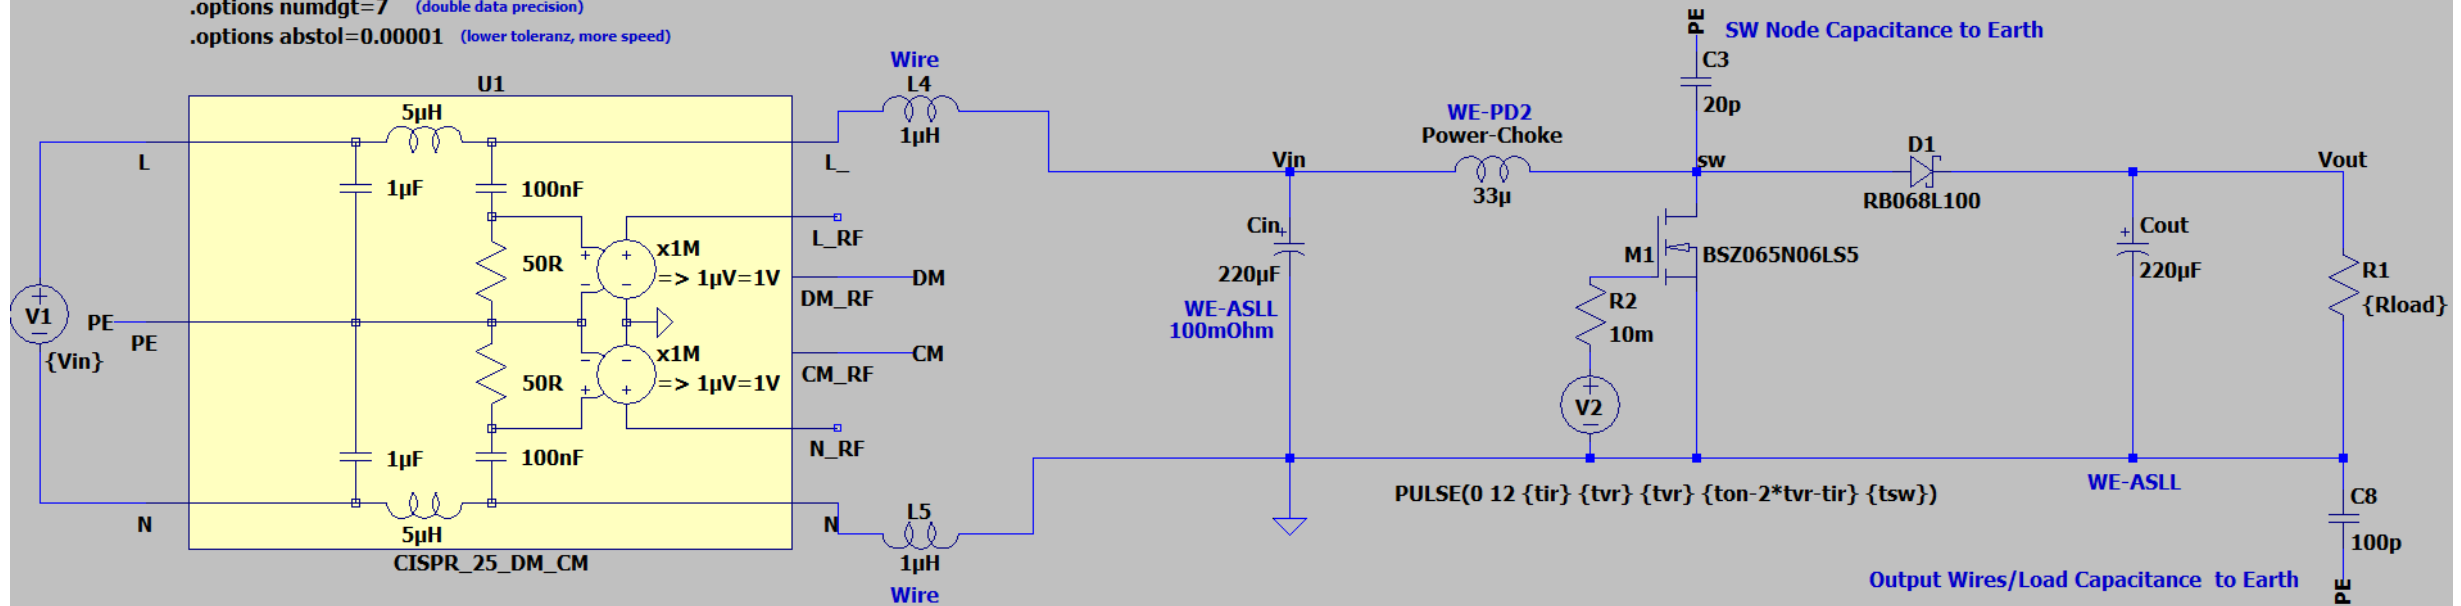 .options numdgt=7 (double data precision)
.options abstol=0.00001 (lower toleranz, more speed)
U1
5µH
L
1µF
100nF
50R
x1M
=> 1µV=1V
PE
PE
V1
{Vin}
50R
x1M
=> 1µV=1V
1µF
100nF
N
5µH
CISPR_25_DM_CM
L_
L_RF
DM_RF
DM
CM_RF
CM
N_RF
N
Wire
L4
1µH
L5
1µH
Wire
Vin
Cin
220µF
WE-ASLL
100mOhm
WE-PD2
Power-Choke
33µ
PE
SW Node Capacitance to Earth
C3
20p
sw
M1
BSZ065N06LS5
R2
10m
V2
PULSE(0 12 {tir} {tvr} {tvr} {ton-2*tvr-tir} {tsw})
D1
RB068L100
Vout
Cout
220µF
R1
{Rload}
WE-ASLL
C8
100p
Output Wires/Load Capacitance to Earth
PE